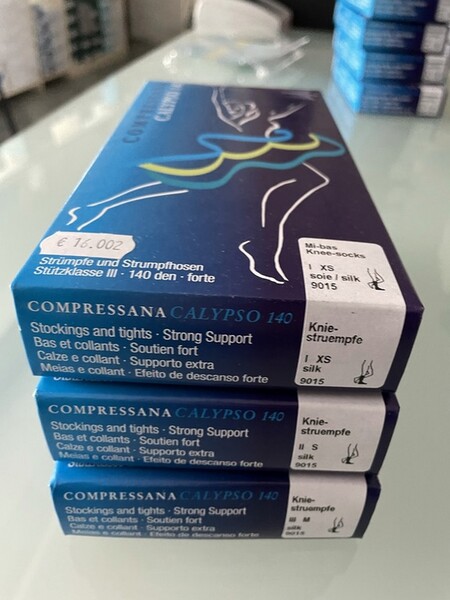 COMPRESSANA
CALYPSO
€ 16.002
Strümpfe und Strumpfhosen
Stützklasse III · 140 den · forte
Mi-bas
Knee-socks
I XS
soie / silk
9015
COMPRESSANA CALYPSO 140
Stockings and tights · Strong Support
Bas et collants · Soutien fort
Calze e collant · Supporto extra
Meias e collant · Efeito de descanso forte
Knie-
struempfe
I XS
silk
9015
COMPRESSANA CALYPSO 140
Stockings and tights · Strong Support
Bas et collants · Soutien fort
Calze e collant · Supporto extra
Meias e collant · Efeito de descanso forte
Knie-
struempfe
II S
silk
9015
COMPRESSANA CALYPSO 140
Stockings and tights · Strong Support
Bas et collants · Soutien fort
Calze e collant · Supporto extra
Meias e collant · Efeito de descanso forte
Knie-
struempfe
III M
silk
9015